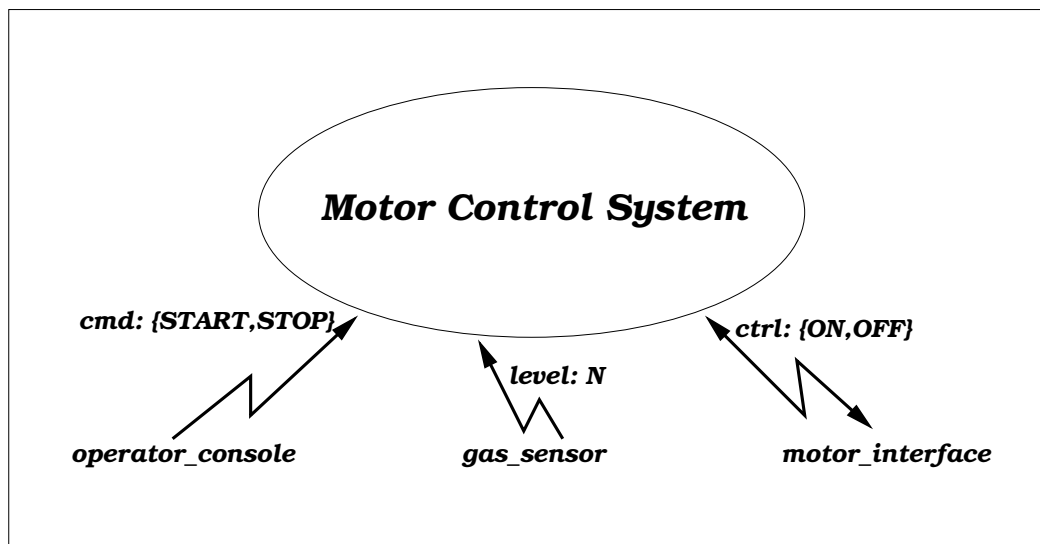 Motor Control System
cmd: {START,STOP}
ctrl: {ON,OFF}
level: N
operator_console
gas_sensor
motor_interface